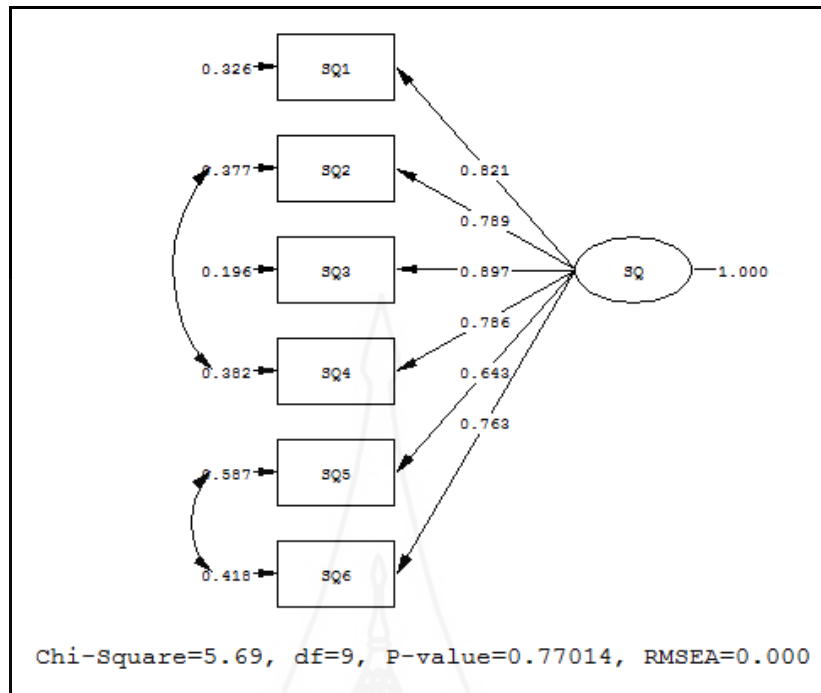 0.326 SQ1
0.377 SQ2 0.821
0.789
0.196 SQ3 0.897 SQ 1.000
0.786
0.382 SQ4 0.643
0.763
0.587 SQ5
0.418 SQ6
Chi-Square=5.69, df=9, P-value=0.77014, RMSEA=0.000